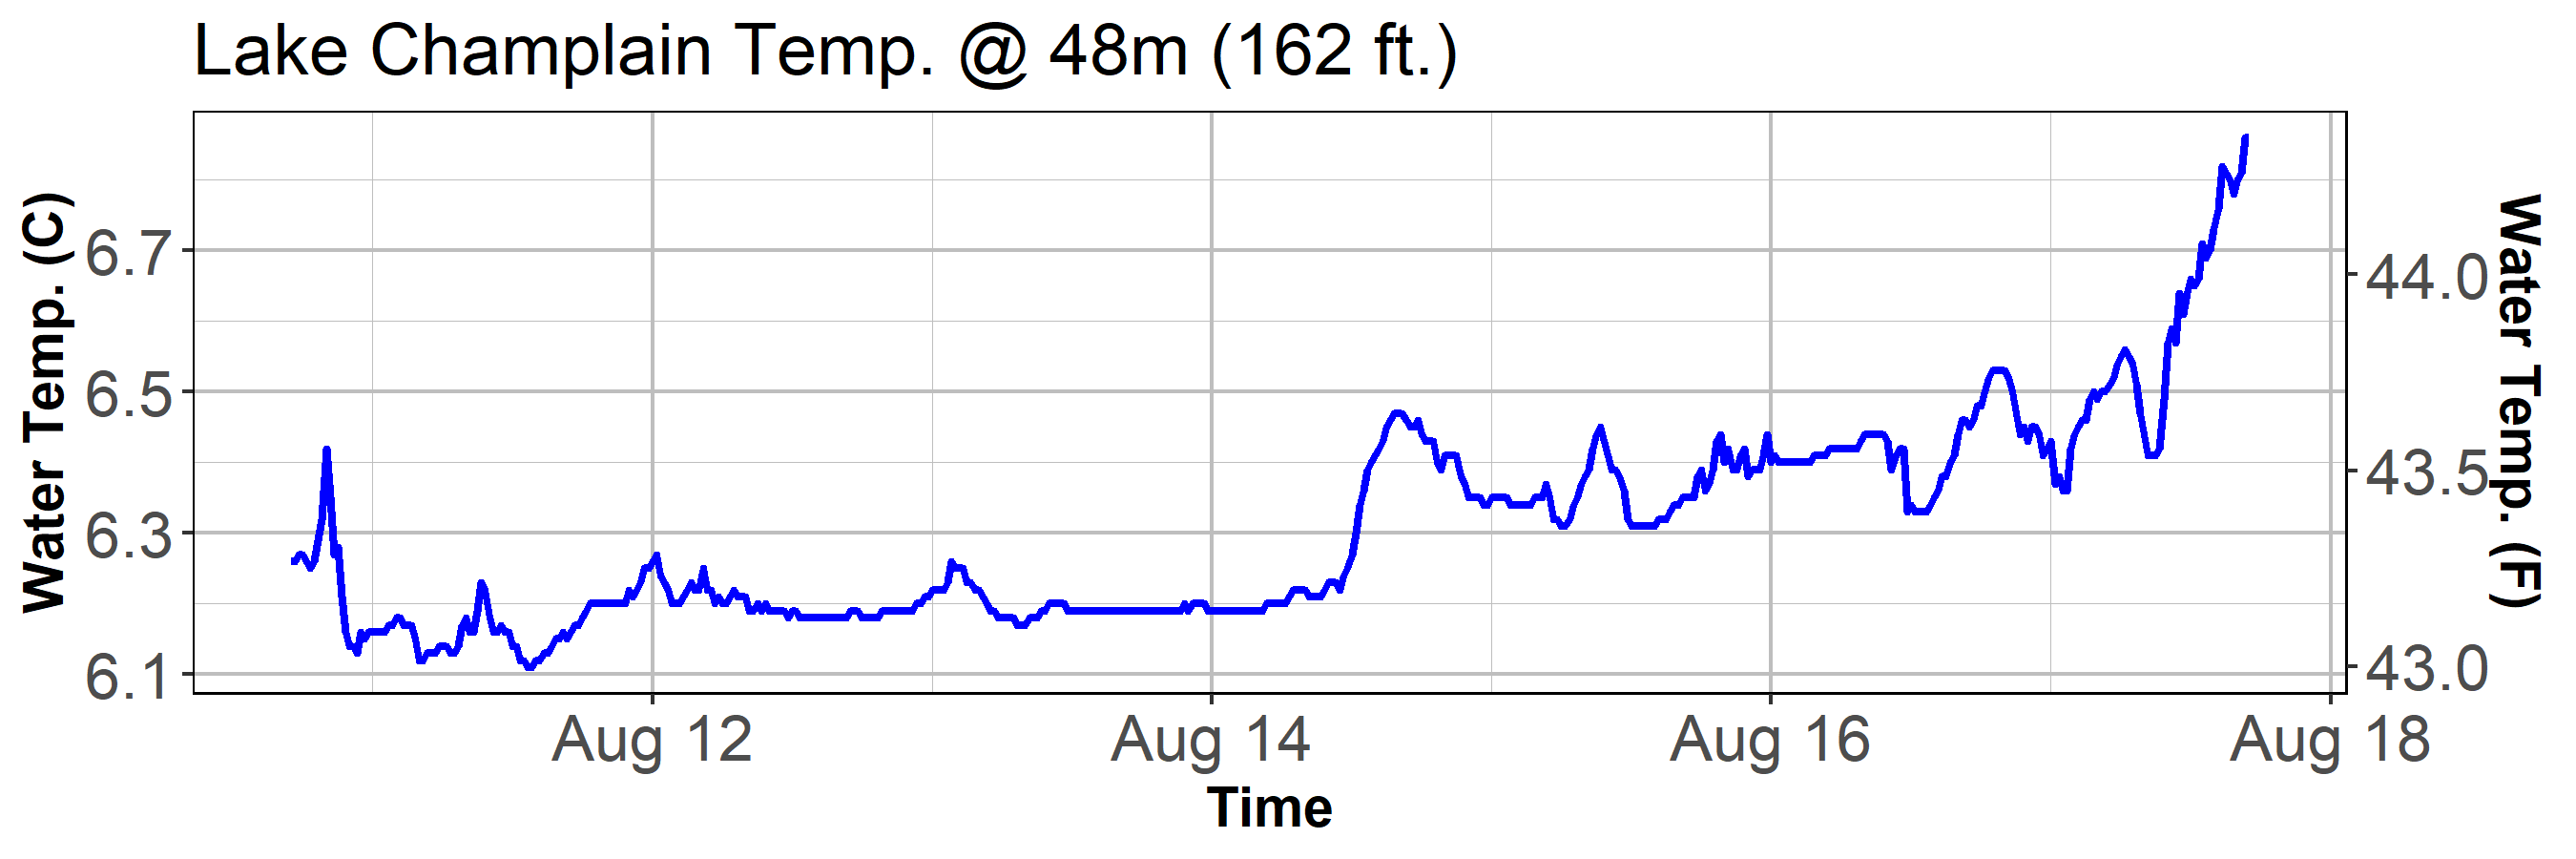 Lake Champlain Temp. @ 48m (162 ft.)
Water Temp. (C)
6.7
6.5
6.3
6.1
44.0
43.5
43.0
Water Temp. (F)
Aug 12 Aug 14 Aug 16 Aug 18
Time